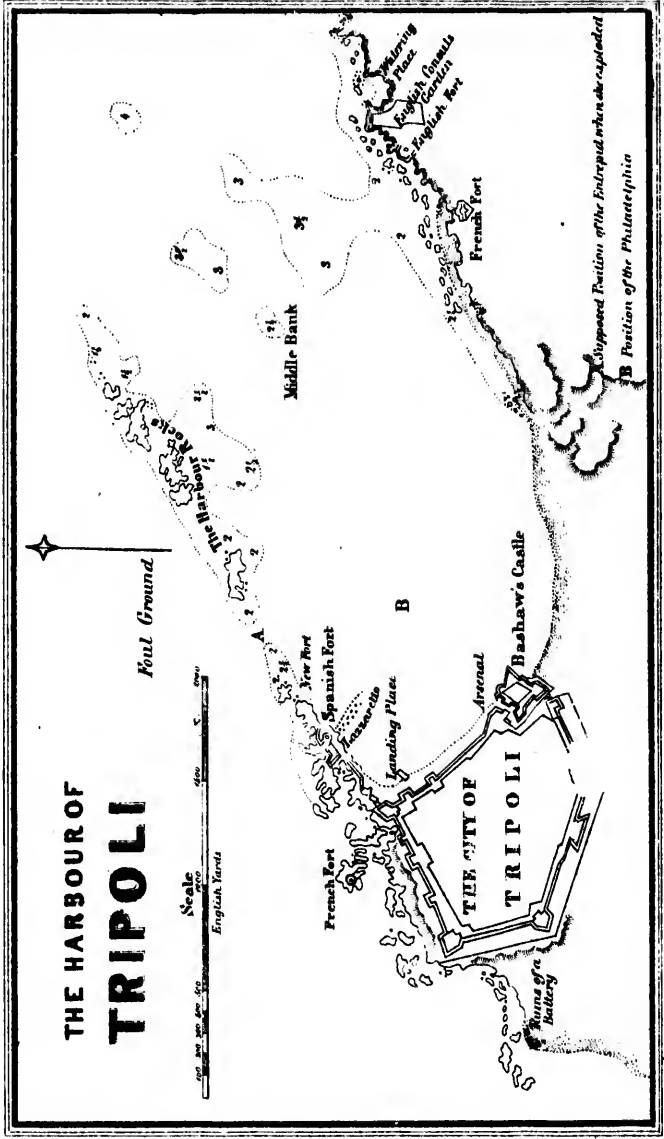 THE HARBOUR OF
TRIPOLI
Scale
English Yards
Foul Ground
The Harbour Rocks
Middle Bank
A
New Fort
Spanish Fort
Lazzaretto
French Fort
Landing Place
B
Arsenal
Bashaw's Castle
THE CITY OF
TRIPOLI
Ruins of a
Battery
Watering
Place
English Consuls
Garden
English Fort
French Fort
A Supposed Position of the Entrepid when she exploded
B Position of the Philadelphia